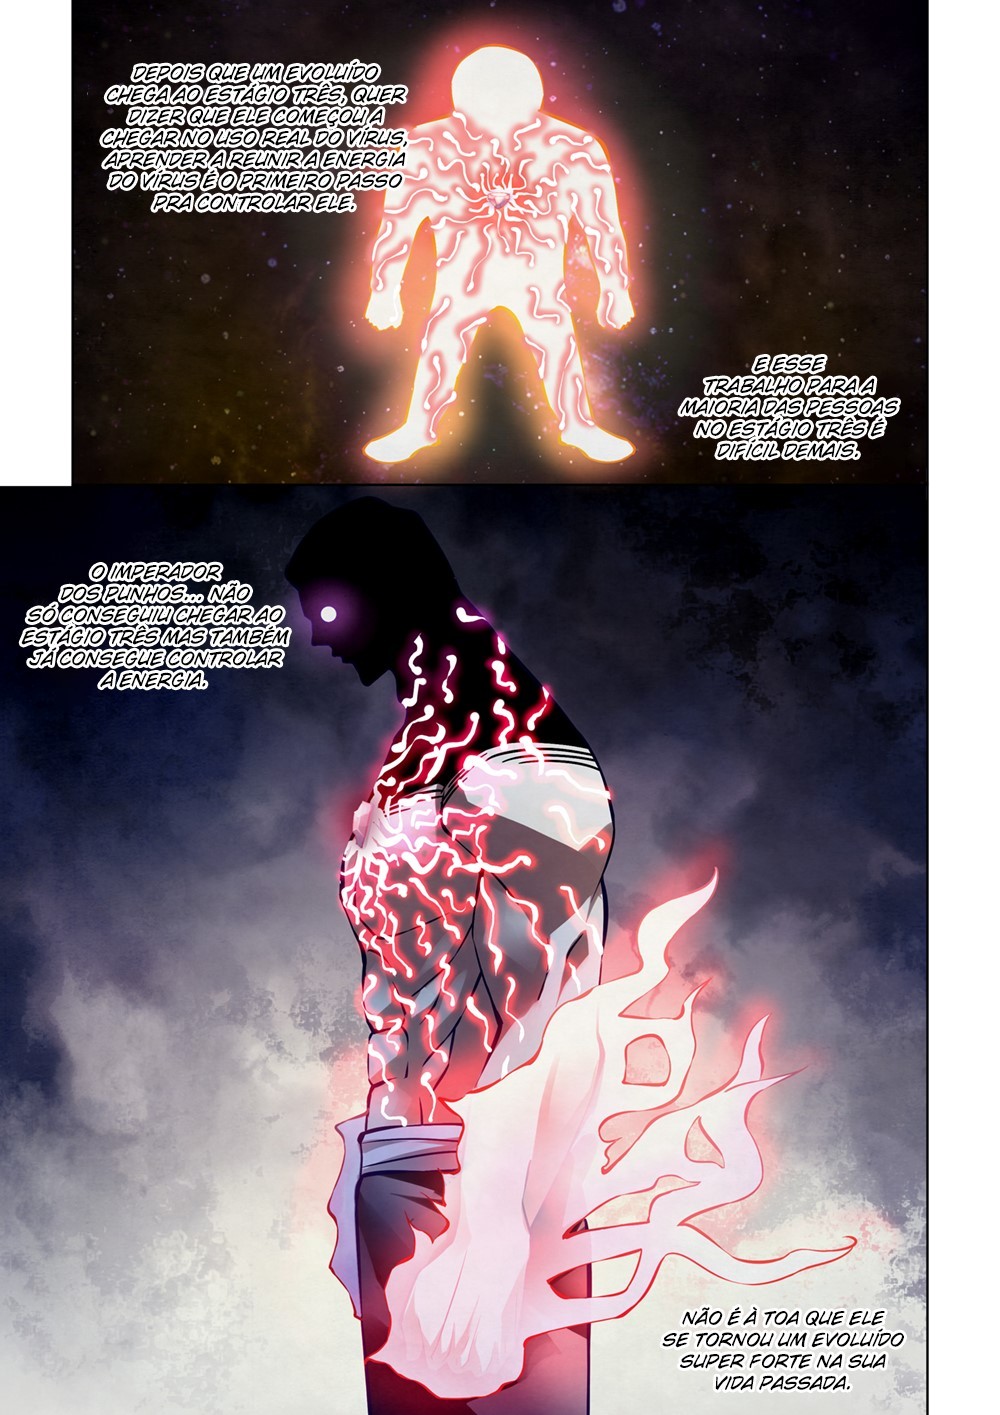 DEPOIS QUE UM EVOLUÍDO
CHEGA AO ESTÁGIO TRÊS, QUER
DIZER QUE ELE COMEÇOU A
CHEGAR NO USO REAL DO VÍRUS,
APRENDER A REUNIR A ENERGIA
DO VÍRUS É O PRIMEIRO PASSO
PRA CONTROLAR ELE.
E ESSE
TRABALHO PARA A
MAIORIA DAS PESSOAS
NO ESTÁGIO TRÊS É
DIFÍCIL DEMAIS.
O IMPERADOR
DOS PUNHOS... NÃO
SÓ CONSEGUIU CHEGAR AO
ESTÁGIO TRÊS MAS TAMBÉM
JÁ CONSEGUE CONTROLAR
A ENERGIA.
NÃO É À TOA QUE ELE
SE TORNOU UM EVOLUÍDO
SUPER FORTE NA SUA
VIDA PASSADA.